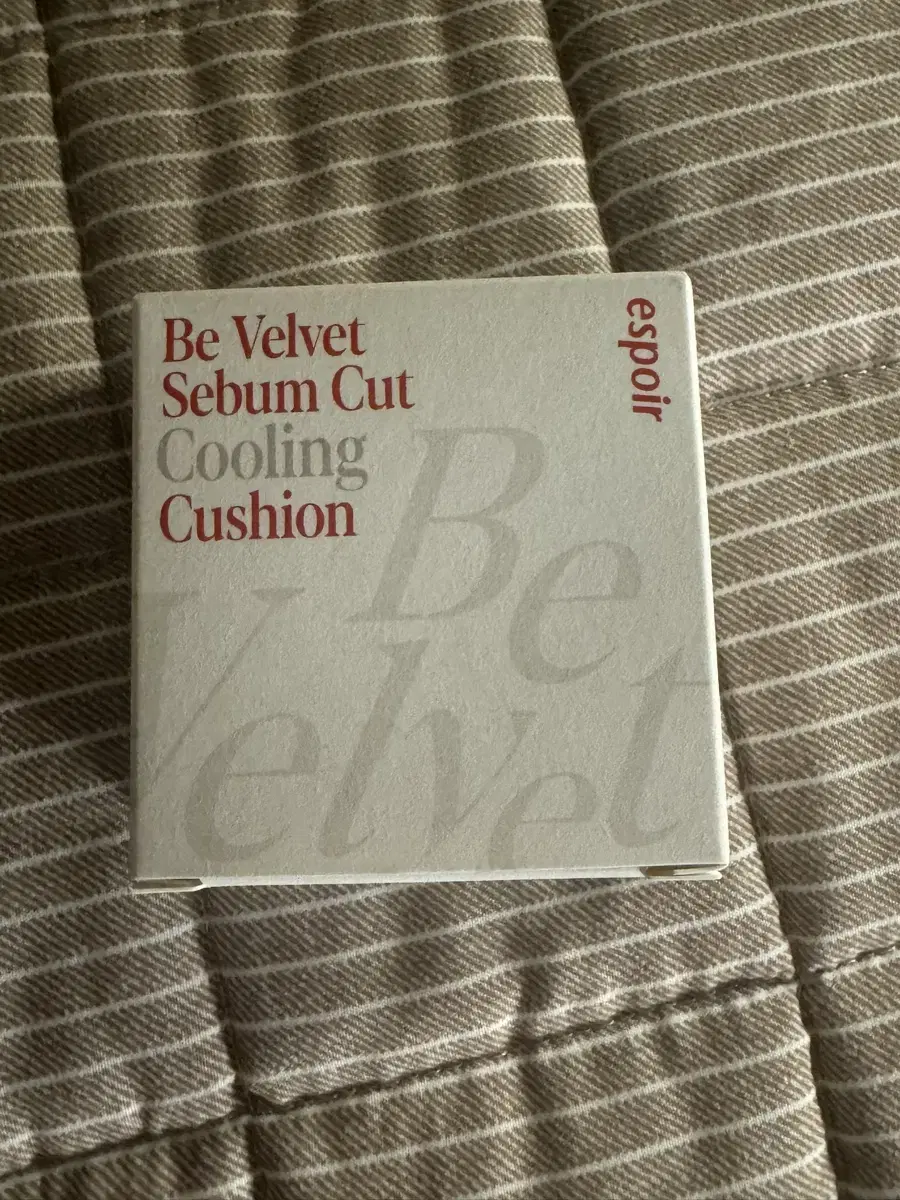 Be Velvet
Sebum Cut
Cooling
Cushion
espoir
Be
Velvet